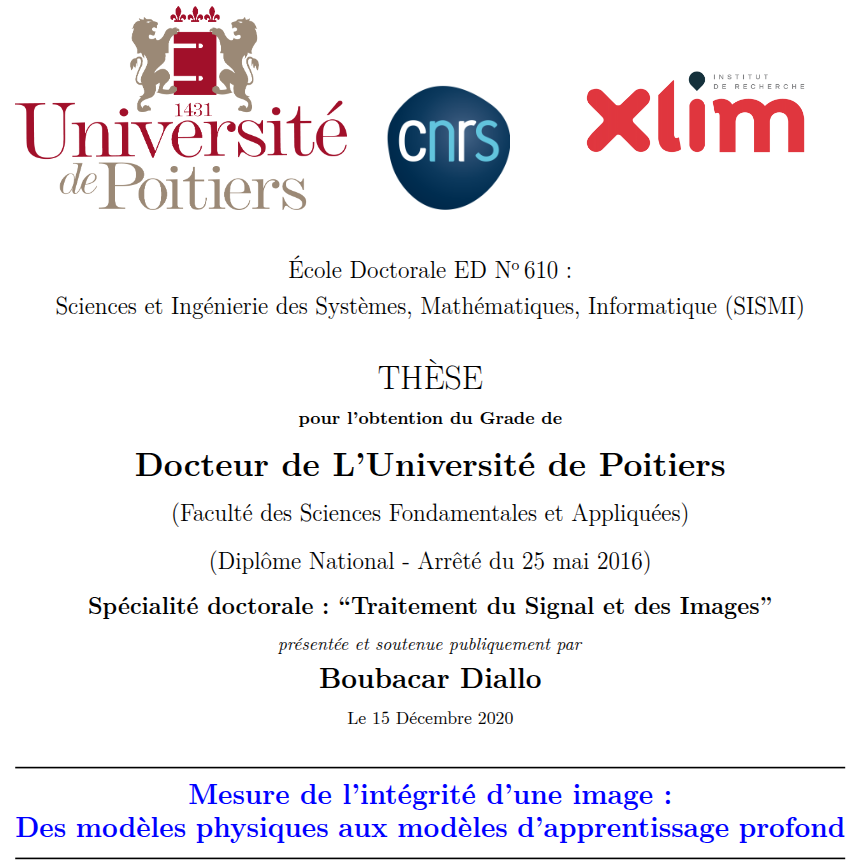 1431
Université
de Poitiers
cnrs
INSTITUT
DE RECHERCHE
xlim
École Doctorale ED Nº 610 :
Sciences et Ingénierie des Systèmes, Mathématiques, Informatique (SISMI)
THÈSE
pour l'obtention du Grade de
Docteur de L'Université de Poitiers
(Faculté des Sciences Fondamentales et Appliquées)
(Diplôme National - Arrêté du 25 mai 2016)
Spécialité doctorale : “Traitement du Signal et des Images”
présentée et soutenue publiquement par
Boubacar Diallo
Le 15 Décembre 2020
Mesure de l'intégrité d'une image :
Des modèles physiques aux modèles d'apprentissage profond